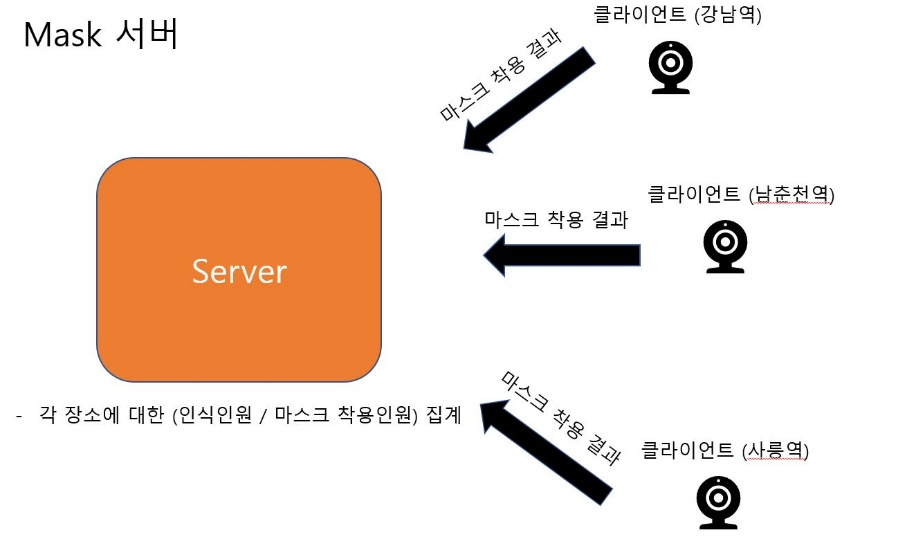 Mask 서버
클라이언트 (강남역)
마스크 착용 결과
클라이언트 (남춘천역)
마스크 착용 결과
Server
- 각 장소에 대한 (인식인원 / 마스크 착용인원) 집계
마스크 착용 결과
클라이언트 (사릉역)